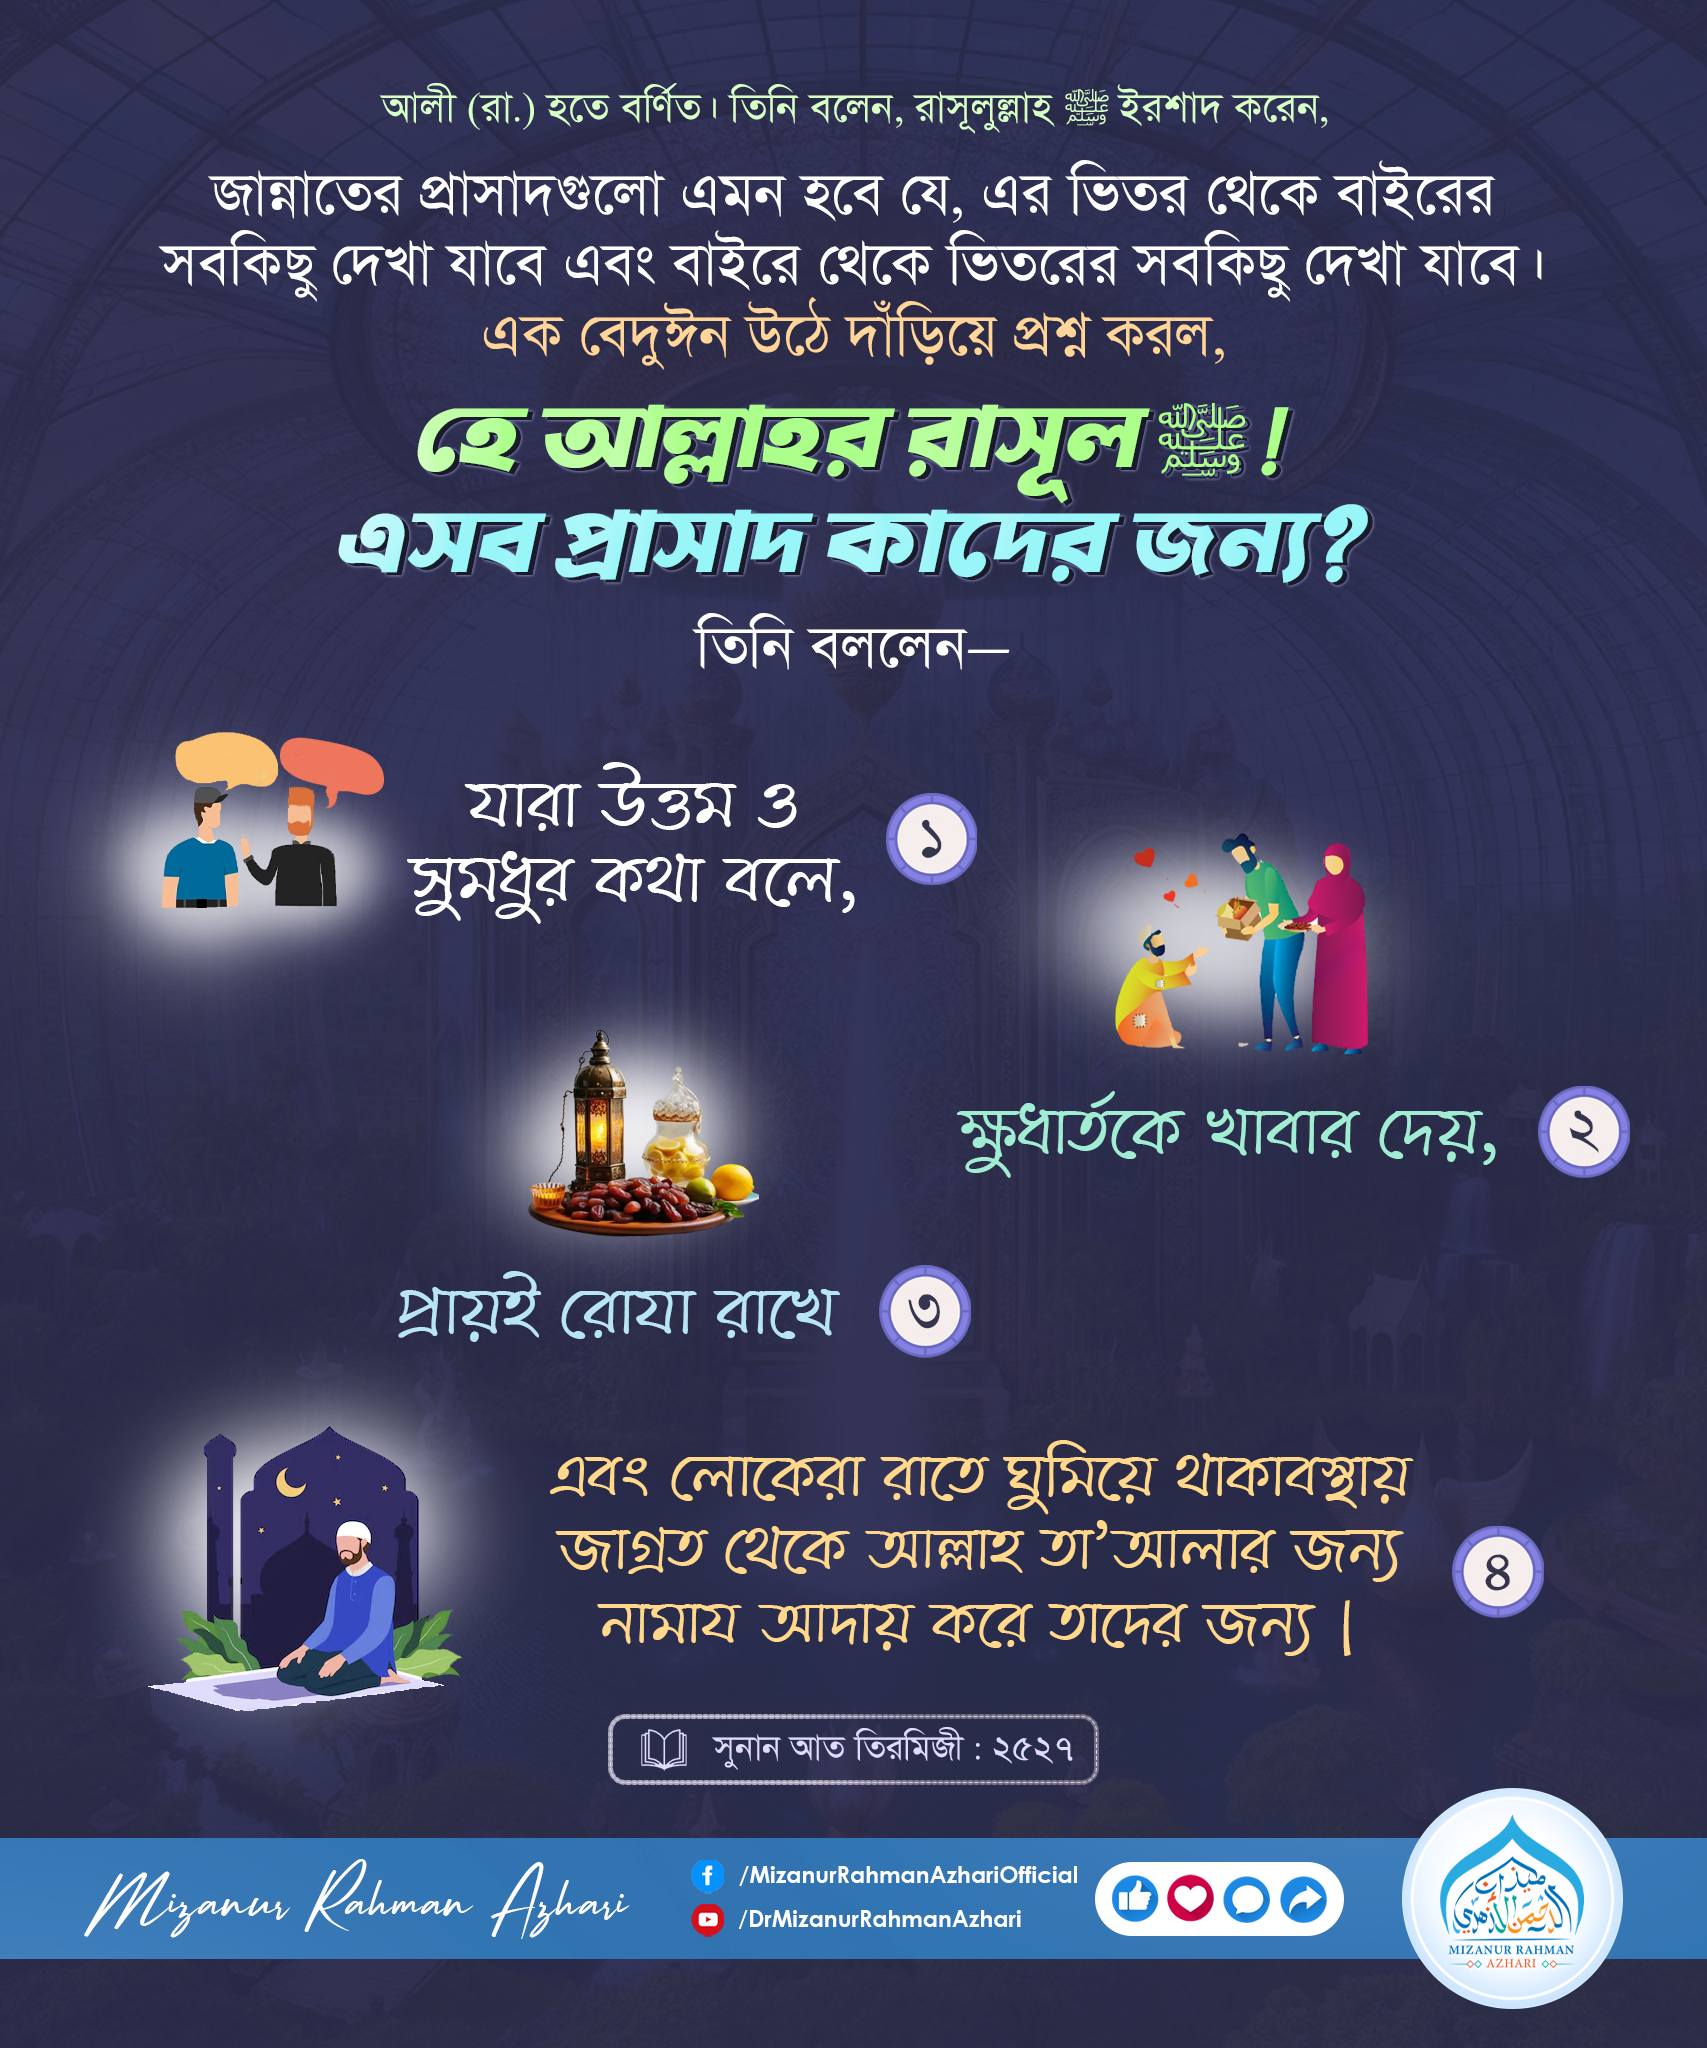 আলী (রা.) হতে বর্ণিত। তিনি বলেন, রাসূলুল্লাহ ﷺ ইরশাদ করেন,
জান্নাতের প্রাসাদগুলো এমন হবে যে, এর ভিতর থেকে বাইরের
সবকিছু দেখা যাবে এবং বাইরে থেকে ভিতরের সবকিছু দেখা যাবে।
এক বেদুঈন উঠে দাঁড়িয়ে প্রশ্ন করল,
হে আল্লাহর রাসূল ﷺ !
এসব প্রাসাদ কাদের জন্য?
তিনি বললেন—
যারা উত্তম ও
সুমধুর কথা বলে,
১
ক্ষুধার্তকে খাবার দেয়,
২
প্রায়ই রোযা রাখে
৩
এবং লোকেরা রাতে ঘুমিয়ে থাকাবস্থায়
জাগ্রত থেকে আল্লাহ তা’আলার জন্য
নামায আদায় করে তাদের জন্য |
৪
সুনান আত তিরমিজী : ২৫২৭
Mizanur Rahman Azhari
/MizanurRahmanAzhariOfficial
/DrMizanurRahmanAzhari
ميزان
الرحمن الأزهري
MIZANUR RAHMAN
AZHARI